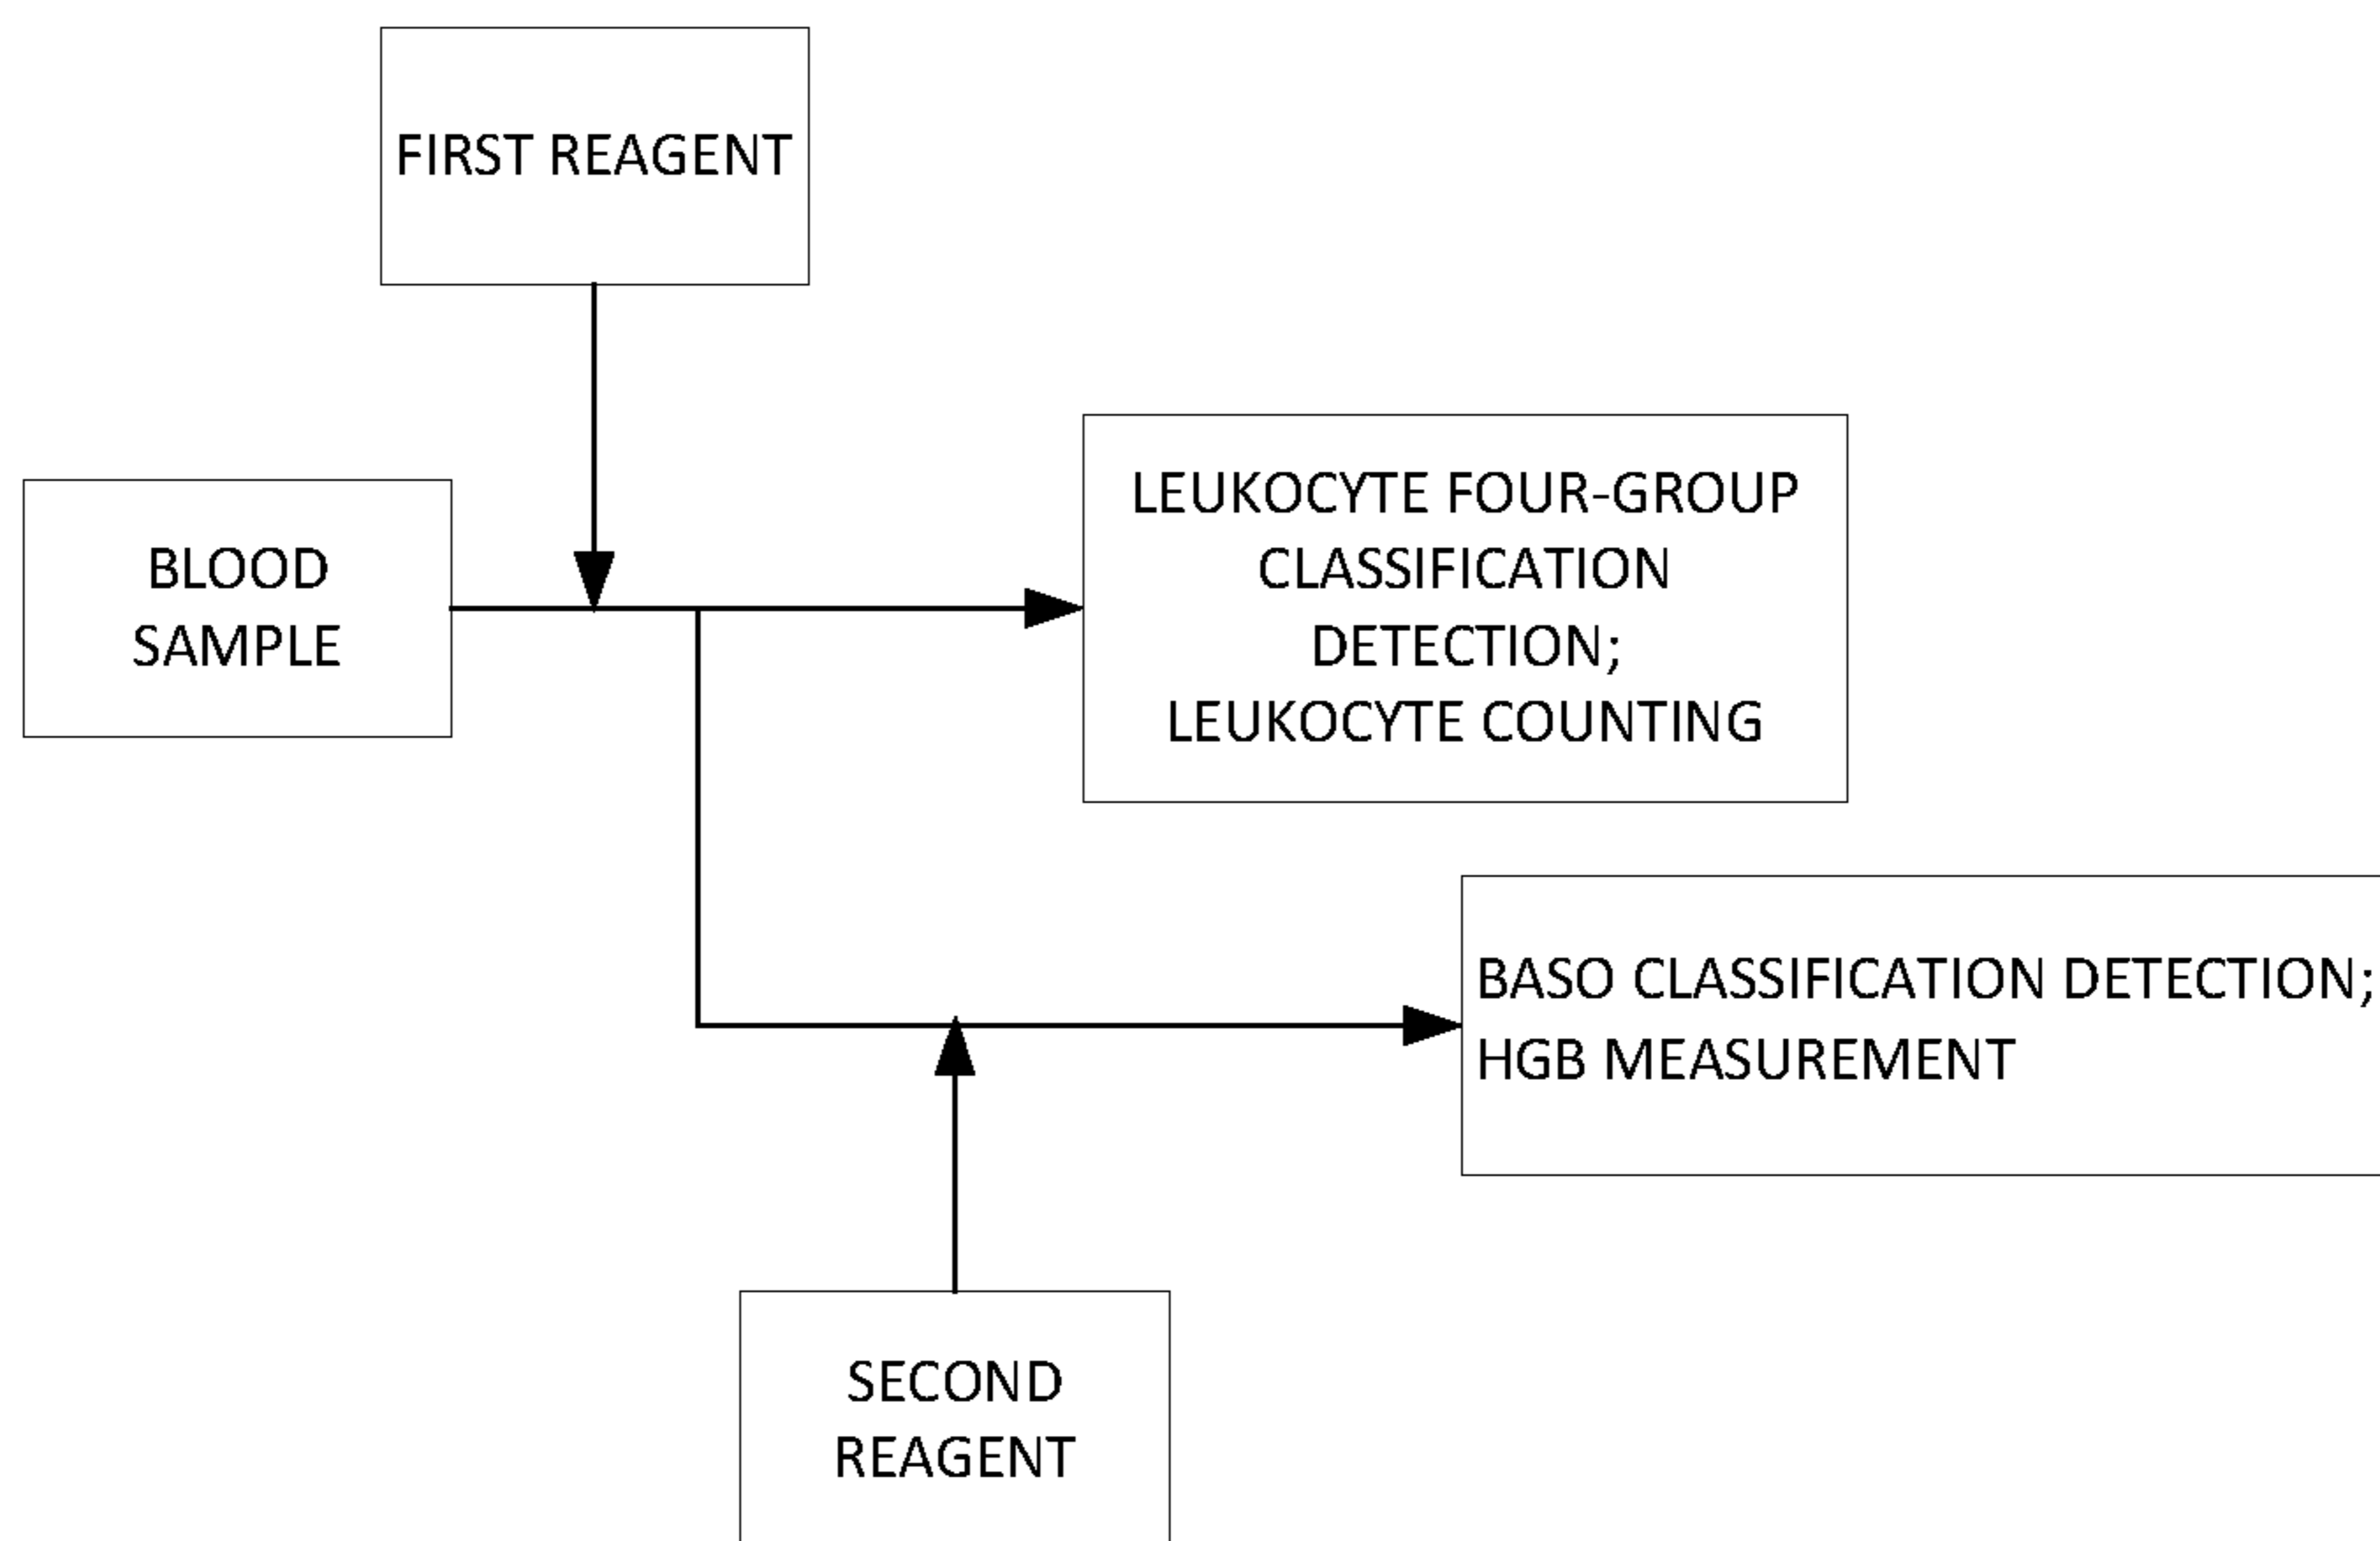 FIRST REAGENT
BLOOD
SAMPLE
LEUKOCYTE FOUR-GROUP
CLASSIFICATION
DETECTION;
LEUKOCYTE COUNTING
BASO CLASSIFICATION DETECTION;
HGB MEASUREMENT
SECOND
REAGENT